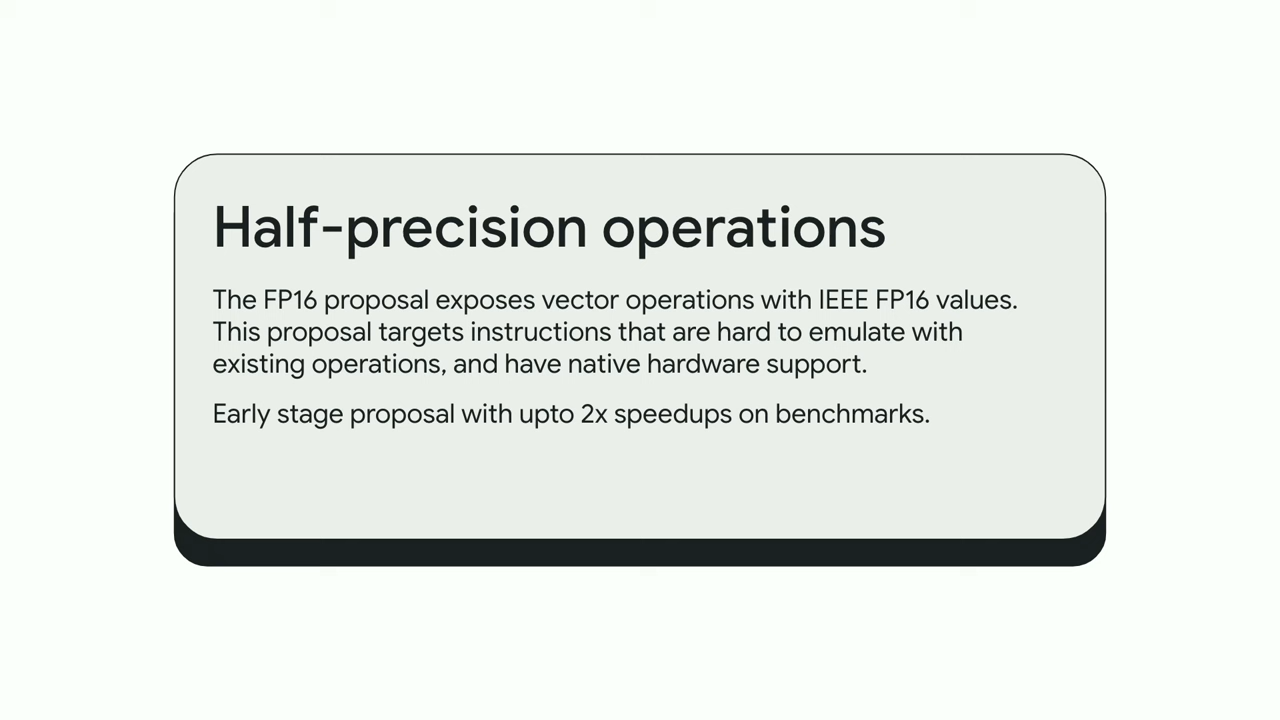 Half-precision operations
The FP16 proposal exposes vector operations with IEEE FP16 values.
This proposal targets instructions that are hard to emulate with
existing operations, and have native hardware support.
Early stage proposal with upto 2x speedups on benchmarks.